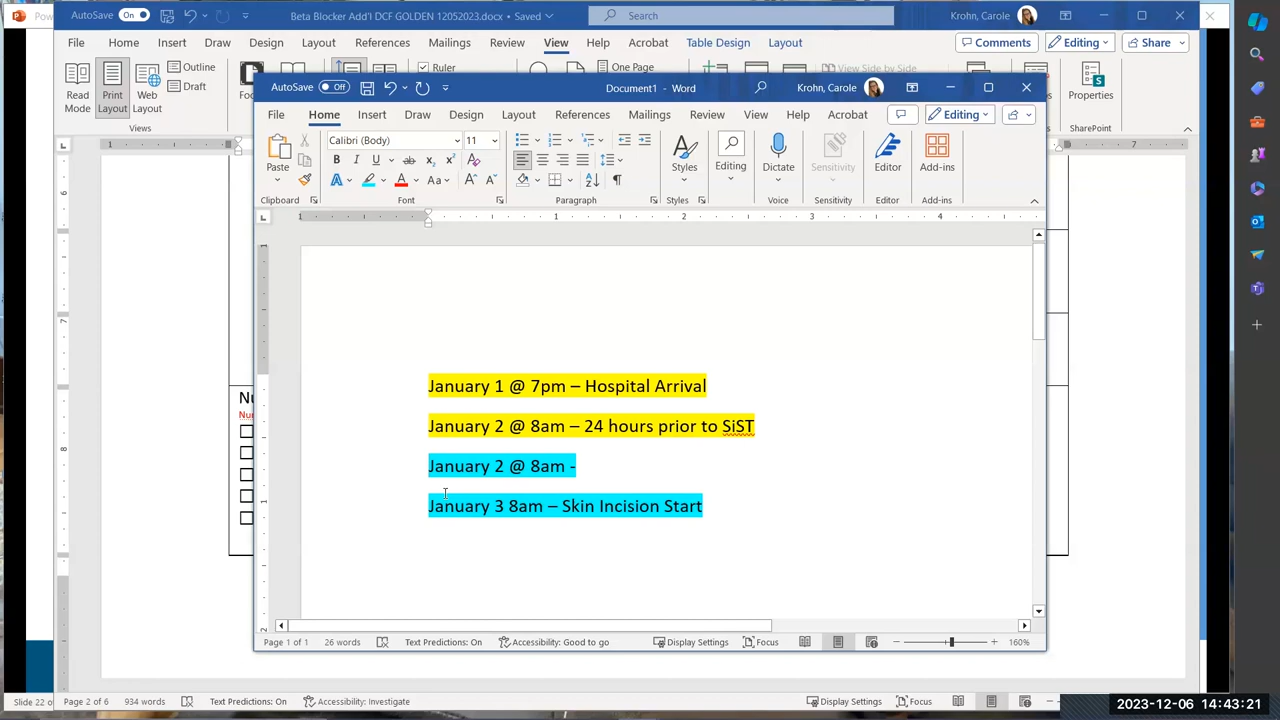 AutoSave On
Beta Blocker Add'l DCF GOLDEN 12052023.docx • Saved
Search
Krohn, Carole
File Home Insert Draw Design Layout References Mailings Review View Help Acrobat Table Design Layout
Comments Editing Share
Read Mode
Print Layout
Web Layout
Outline
Draft
Views
Ruler
One Page
View Side by Side
Properties
SharePoint
AutoSave Off
Document1 - Word
Krohn, Carole
File Home Insert Draw Design Layout References Mailings Review View Help Acrobat
Editing
Paste
Clipboard
Calibri (Body) 11
Font
Paragraph
Styles
Styles
Editing
Dictate
Voice
Sensitivity
Sensitivity
Editor
Editor
Add-ins
Add-ins
January 1 @ 7pm – Hospital Arrival
January 2 @ 8am – 24 hours prior to SiST
January 2 @ 8am -
January 3 8am – Skin Incision Start
Page 1 of 1 26 words Text Predictions: On Accessibility: Good to go Display Settings Focus 160%
Slide 22 of
Page 2 of 6 934 words Text Predictions: On Accessibility: Investigate Display Settings Focus
2023-12-06 14:43:21